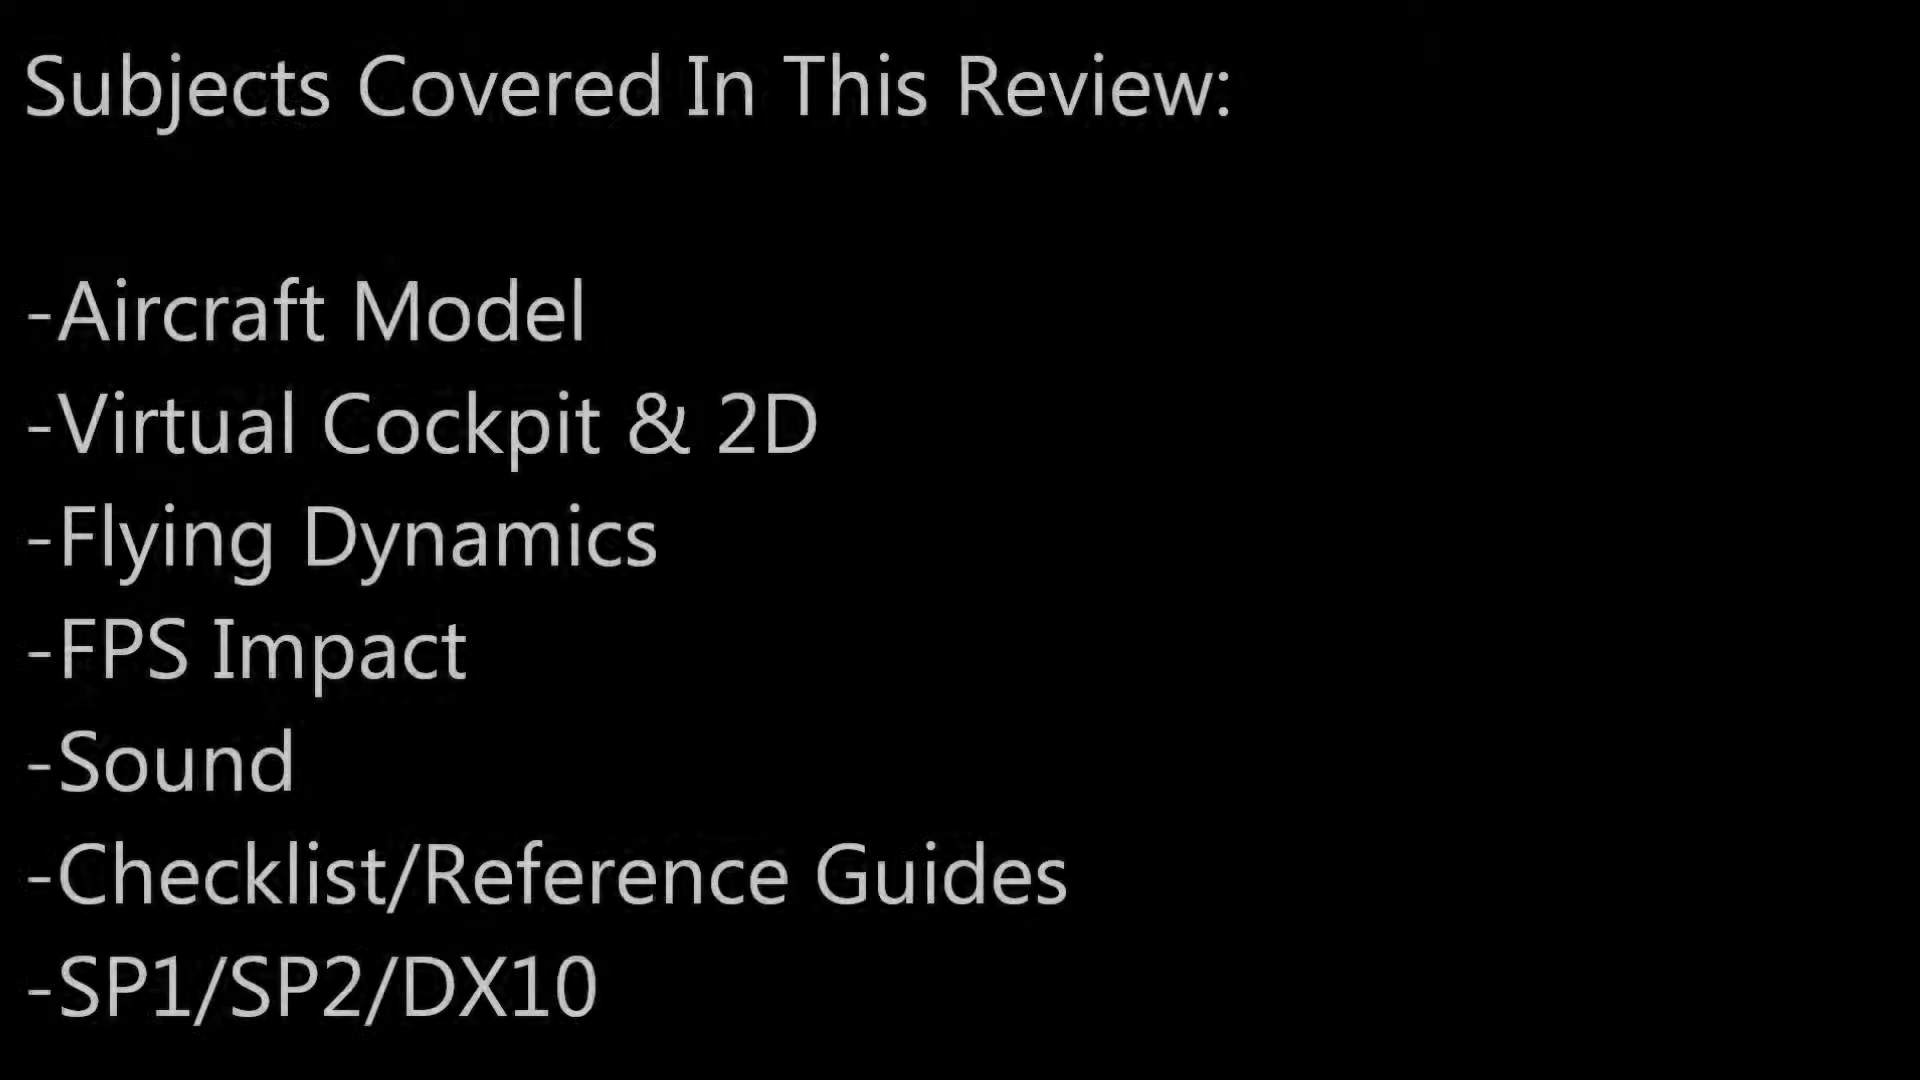 Subjects Covered In This Review:
-Aircraft Model
-Virtual Cockpit & 2D
-Flying Dynamics
-FPS Impact
-Sound
-Checklist/Reference Guides
-SP1/SP2/DX10